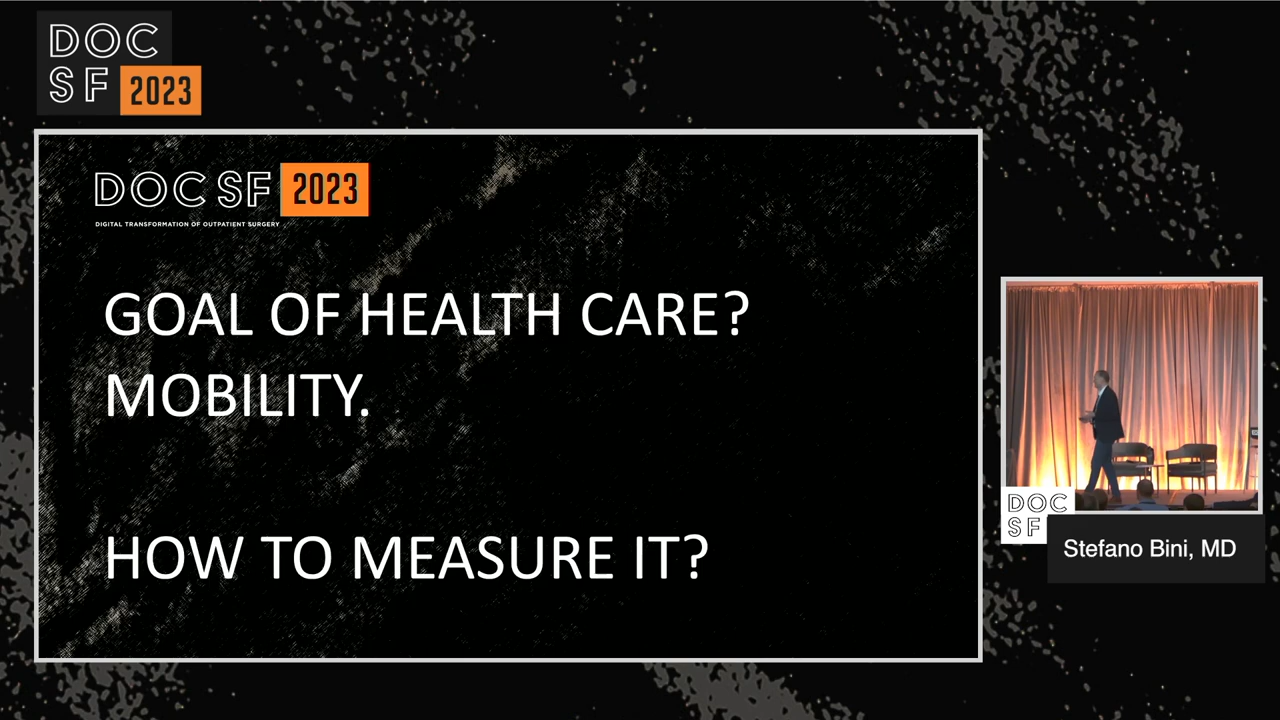 DOC
SF 2023
DOC SF 2023
DIGITAL TRANSFORMATION OF OUTPATIENT SURGERY
GOAL OF HEALTH CARE?
MOBILITY.
HOW TO MEASURE IT?
DOC
SF
Stefano Bini, MD